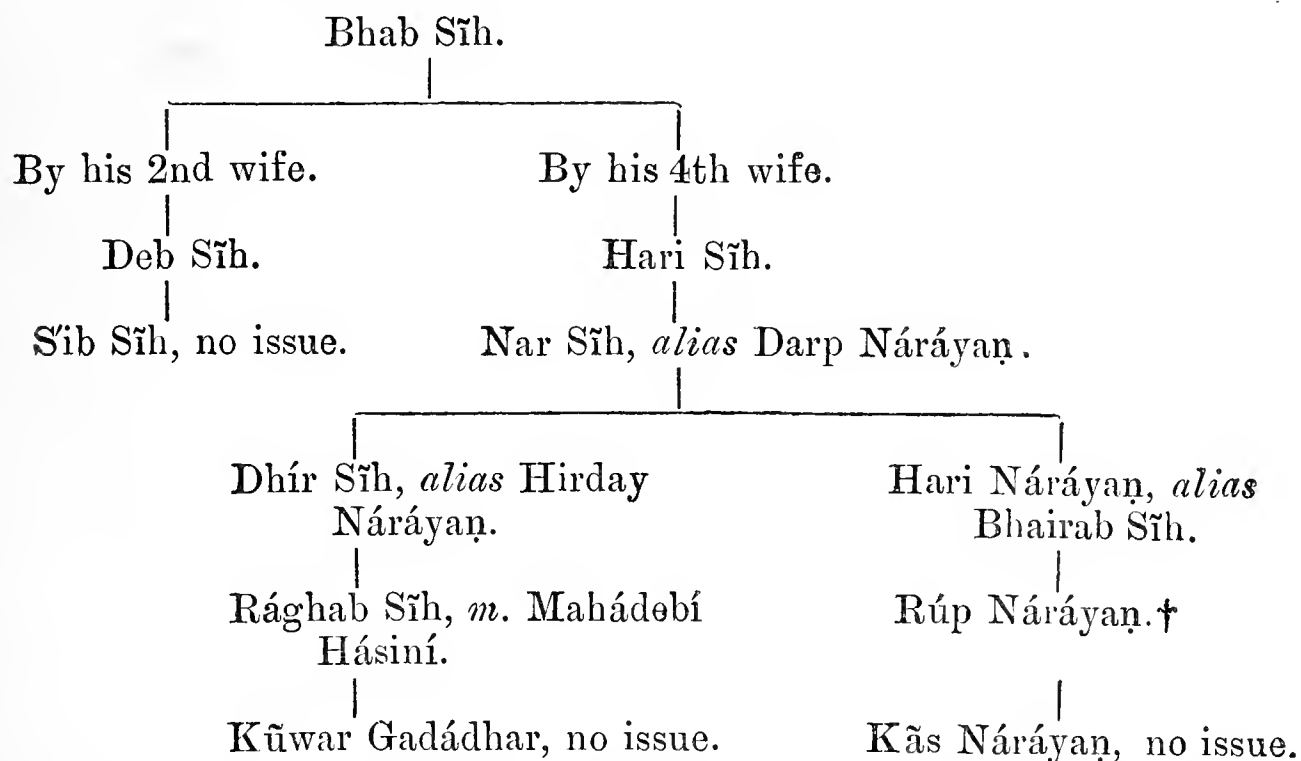 Bhab Sĩh.
By his 2nd wife. By his 4th wife.
Deb Sĩh. Hari Sĩh.
S'ib Sĩh, no issue. Nar Sĩh, alias Darp Náráyaṇ.
Dhír Sĩh, alias Hirday
Náráyaṇ.
Hari Náráyaṇ, alias
Bhairab Sĩh.
Rághab Sĩh, m. Mahádebí
Hásiní.
Rúp Náráyaṇ.†
Kũwar Gadádhar, no issue. Kãs Náráyaṇ, no issue.